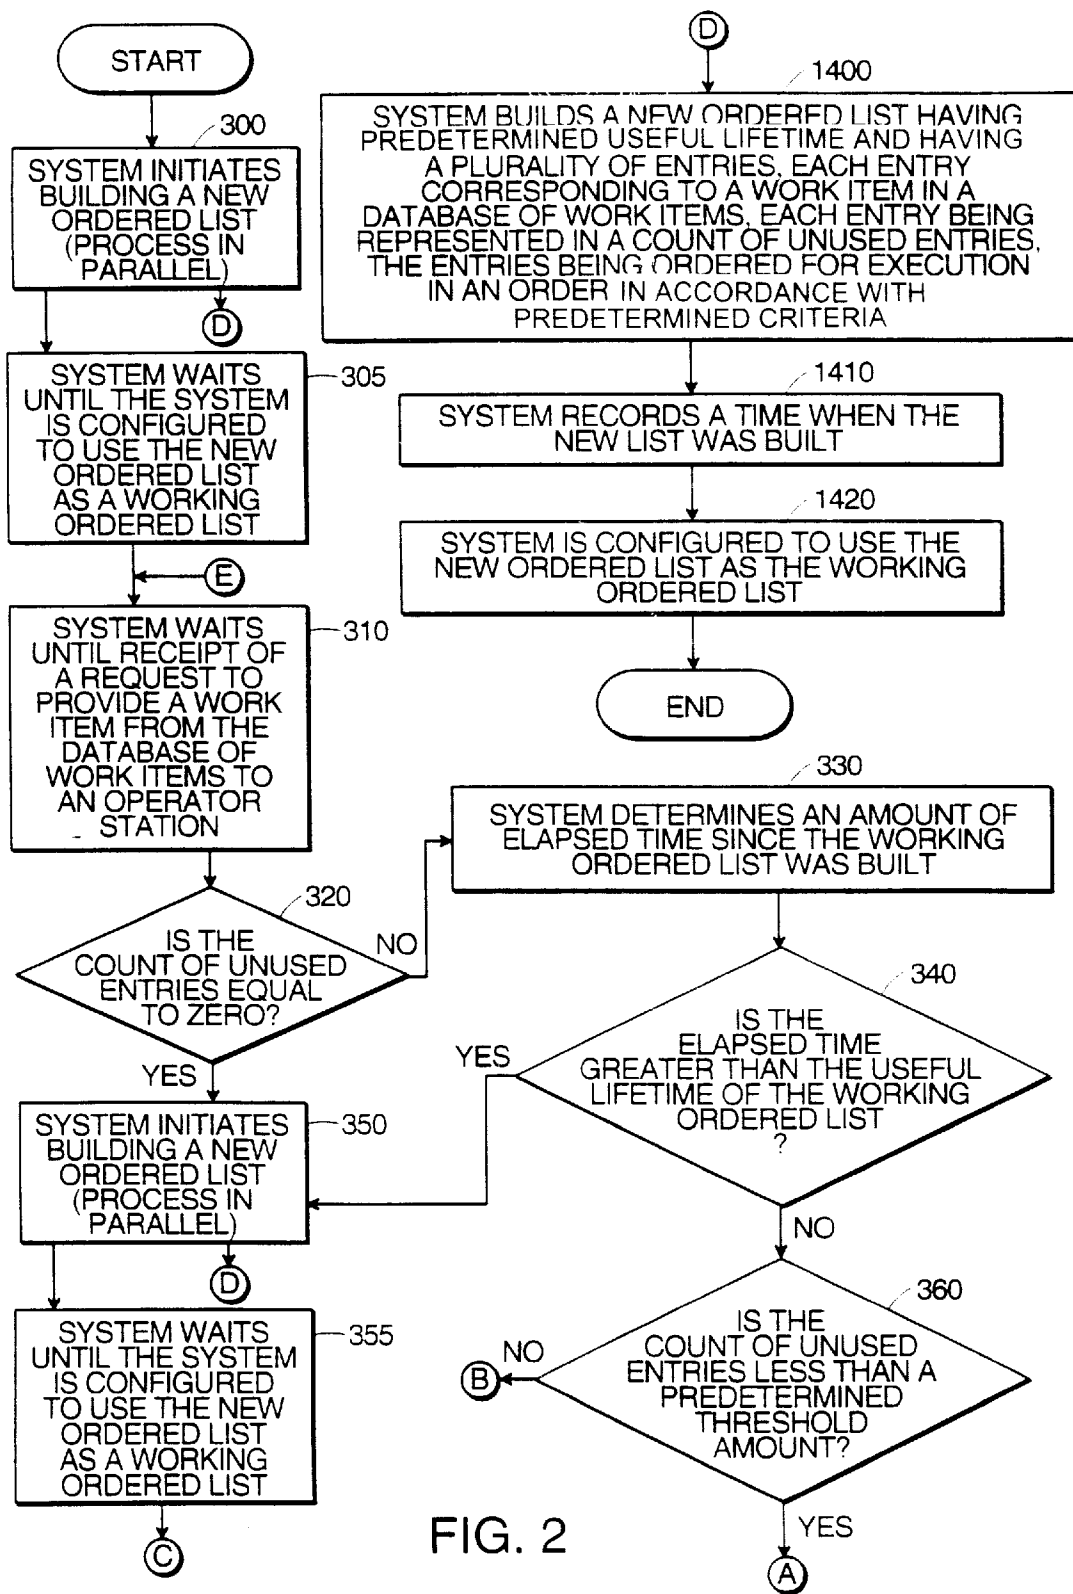 START
300
SYSTEM INITIATES
BUILDING A NEW
ORDERED LIST
(PROCESS IN
PARALLEL)
D
305
SYSTEM WAITS
UNTIL THE SYSTEM
IS CONFIGURED
TO USE THE NEW
ORDERED LIST
AS A WORKING
ORDERED LIST
E
310
SYSTEM WAITS
UNTIL RECEIPT OF
A REQUEST TO
PROVIDE A WORK
ITEM FROM THE
DATABASE OF
WORK ITEMS TO
AN OPERATOR
STATION
320
IS THE
COUNT OF UNUSED
ENTRIES EQUAL
TO ZERO?
NO
YES
350
SYSTEM INITIATES
BUILDING A NEW
ORDERED LIST
(PROCESS IN
PARALLEL)
D
355
SYSTEM WAITS
UNTIL THE SYSTEM
IS CONFIGURED
TO USE THE NEW
ORDERED LIST
AS A WORKING
ORDERED LIST
C
D
1400
SYSTEM BUILDS A NEW ORDERED LIST HAVING
PREDETERMINED USEFUL LIFETIME AND HAVING
A PLURALITY OF ENTRIES, EACH ENTRY
CORRESPONDING TO A WORK ITEM IN A
DATABASE OF WORK ITEMS, EACH ENTRY BEING
REPRESENTED IN A COUNT OF UNUSED ENTRIES,
THE ENTRIES BEING ORDERED FOR EXECUTION
IN AN ORDER IN ACCORDANCE WITH
PREDETERMINED CRITERIA
1410
SYSTEM RECORDS A TIME WHEN THE
NEW LIST WAS BUILT
1420
SYSTEM IS CONFIGURED TO USE THE
NEW ORDERED LIST AS THE WORKING
ORDERED LIST
END
330
SYSTEM DETERMINES AN AMOUNT OF
ELAPSED TIME SINCE THE WORKING
ORDERED LIST WAS BUILT
340
IS THE
ELAPSED TIME
GREATER THAN THE USEFUL
LIFETIME OF THE WORKING
ORDERED LIST
?
YES
NO
360
IS THE
COUNT OF UNUSED
ENTRIES LESS THAN A
PREDETERMINED
THRESHOLD
AMOUNT?
NO
B
YES
A
FIG. 2